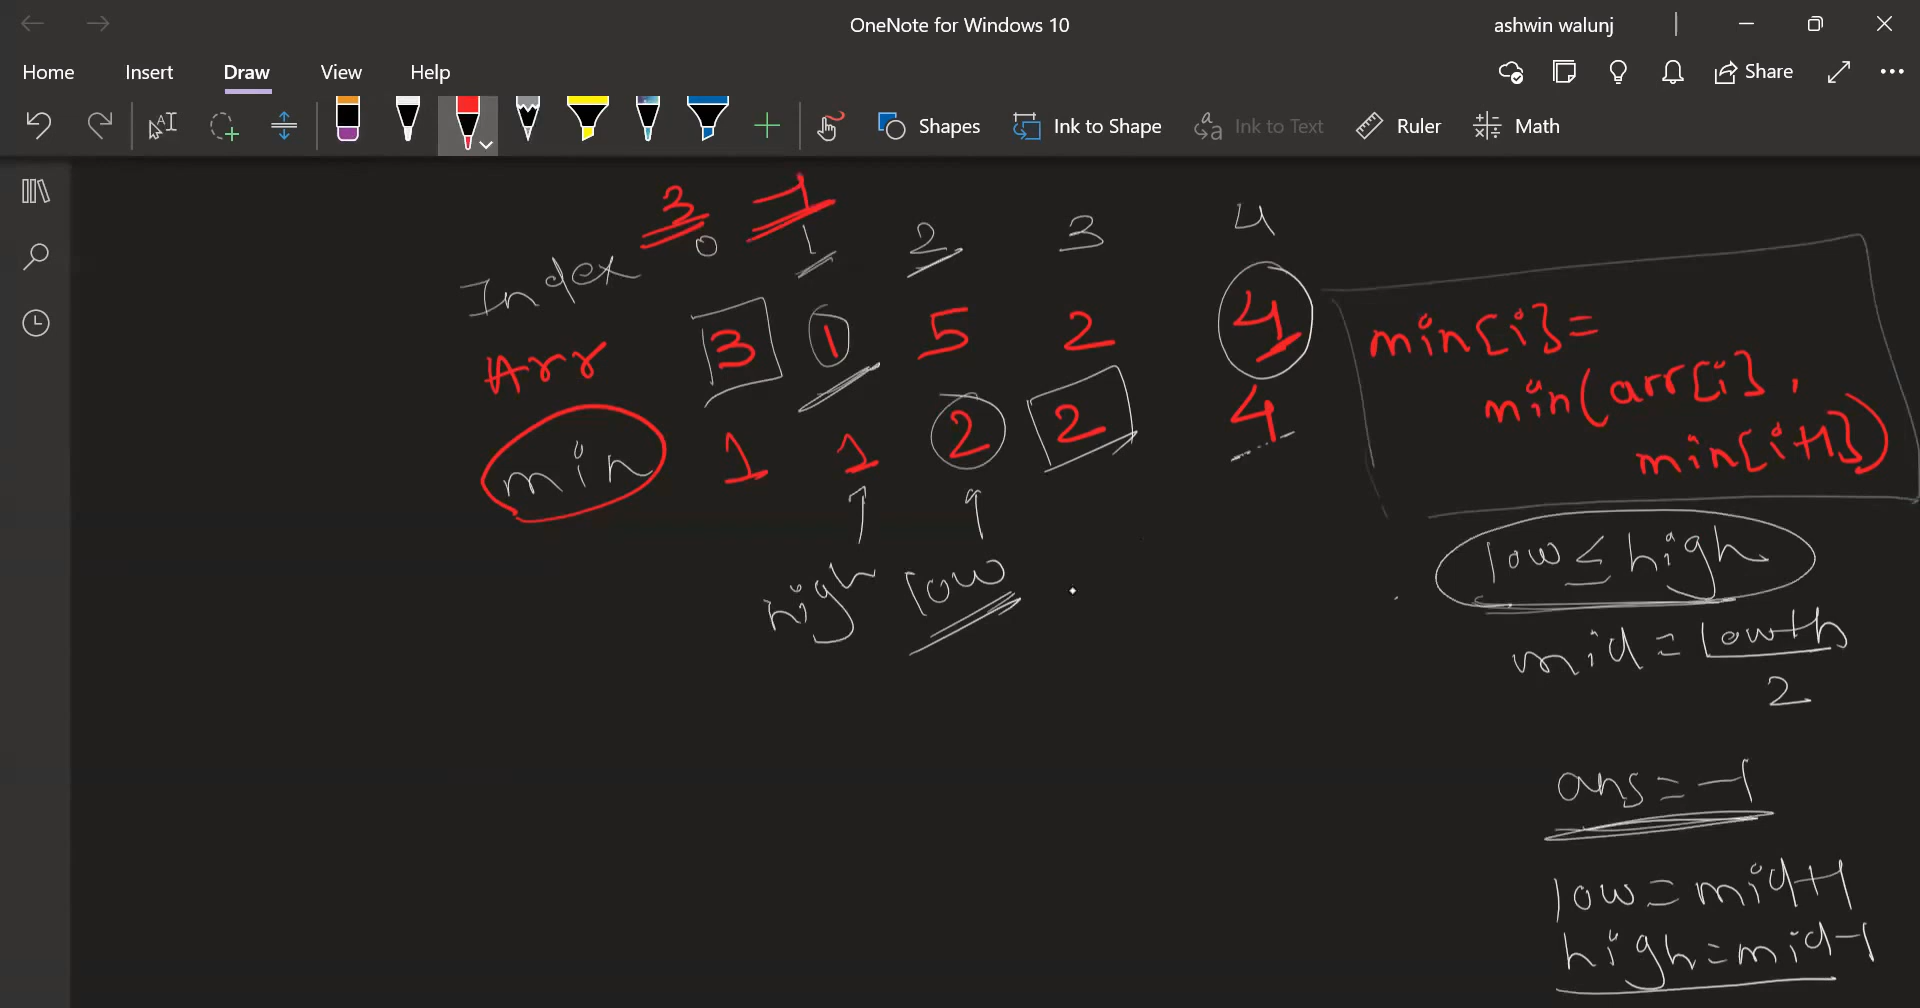 OneNote for Windows 10
ashwin walunj
Home Insert Draw View Help
Share
Shapes
Ink to Shape
Ink to Text
Ruler
Math
3 -1
Index 0 1 2 3 4
Arr 3 1 5 2 4
min 1 1 2 2 4
high low
min[i]=
min(arr[i],
min[i+1])
low ≤ high
mid = low+h
2
ans = -1
low = mid+1
high = mid-1